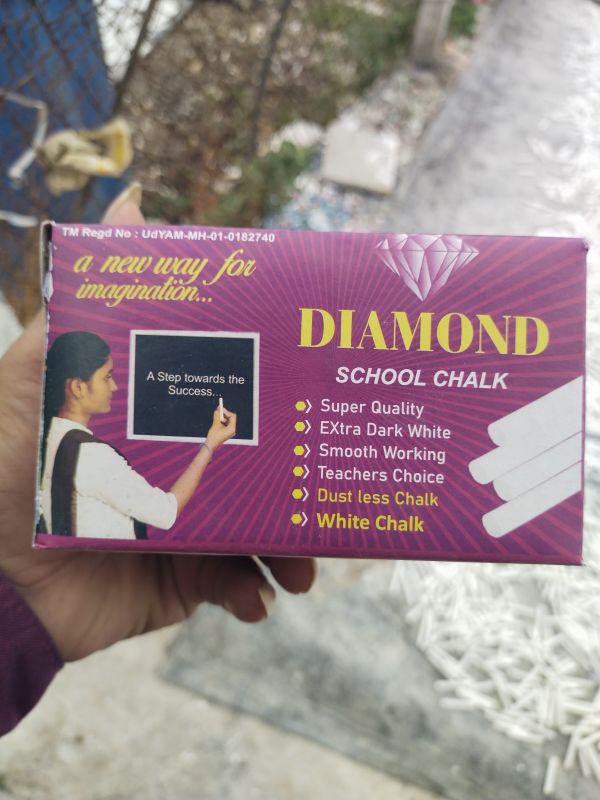 TM Regd No : UdYAM-MH-01-0182740
a new way for
imagination...
DIAMOND
SCHOOL CHALK
A Step towards the
Success...
Super Quality
EXtra Dark White
Smooth Working
Teachers Choice
Dust less Chalk
White Chalk